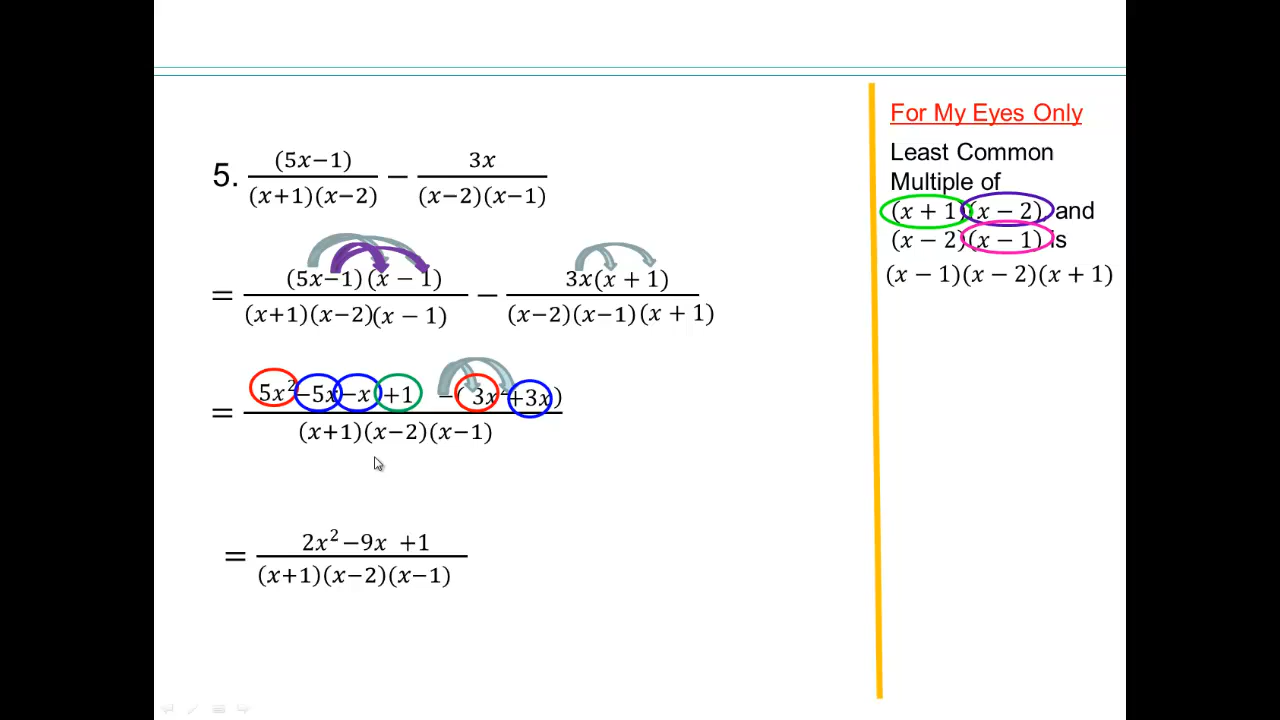 5. (5x−1)/((x+1)(x−2)) − 3x/((x−2)(x−1))
= (5x−1)(x − 1)/((x+1)(x−2)(x − 1)) − 3x(x + 1)/((x−2)(x−1)(x + 1))
= (5x²−5x−x +1 −( 3x²+3x))/((x+1)(x−2)(x−1))
= (2x²−9x +1)/((x+1)(x−2)(x−1))
For My Eyes Only
Least Common
Multiple of
(x + 1)(x − 2), and
(x − 2)(x − 1) is
(x − 1)(x − 2)(x + 1)